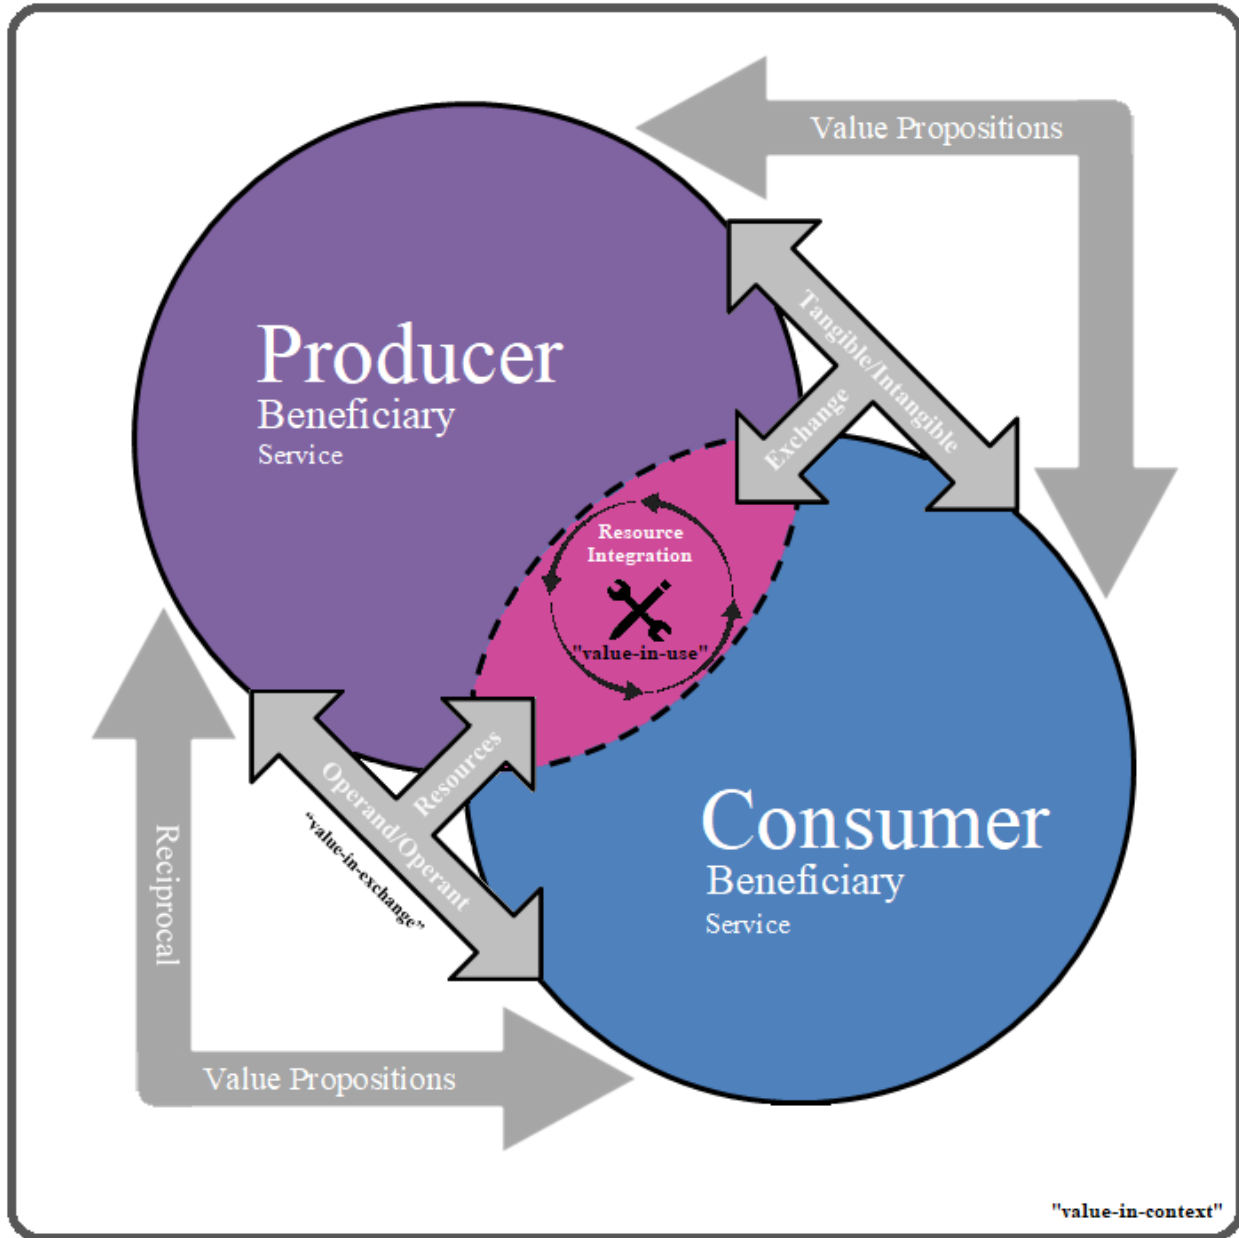 Value Propositions
Tangible/Intangible
Exchange
Producer
Beneficiary
Service
Resource
Integration
"value-in-use"
Resources
Operand/Operant
“value-in-exchange”
Consumer
Beneficiary
Service
Reciprocal
Value Propositions
"value-in-context"